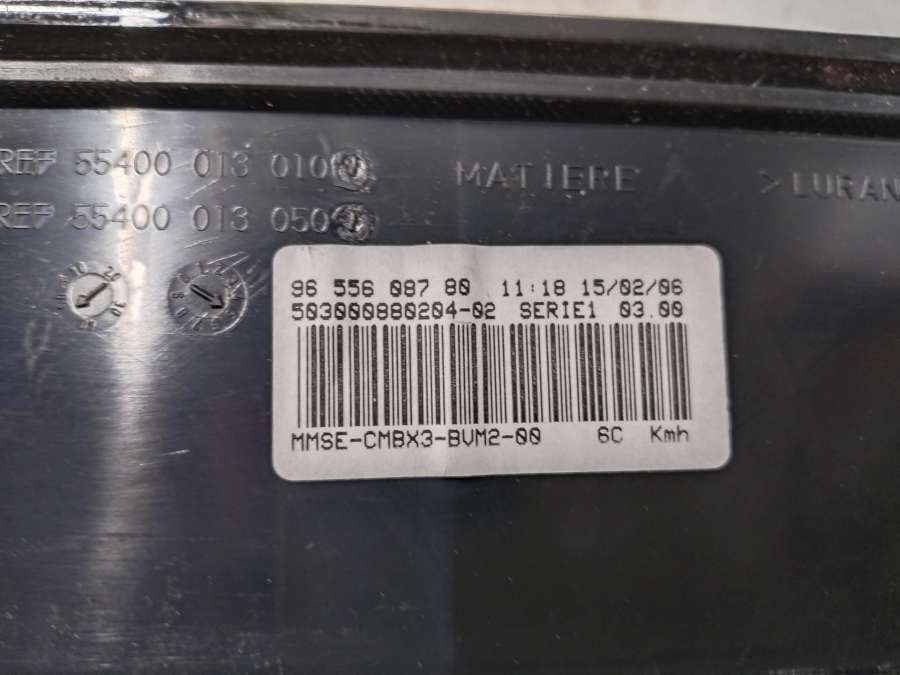 REF 55400 013 010
MATIERE
>LURAN
REF 55400 013 050
96 556 087 80 11:18 15/02/06
503000880204-02 SERIE1 03.00
MMSE-CMBX3-BVM2-00 6C Kmh